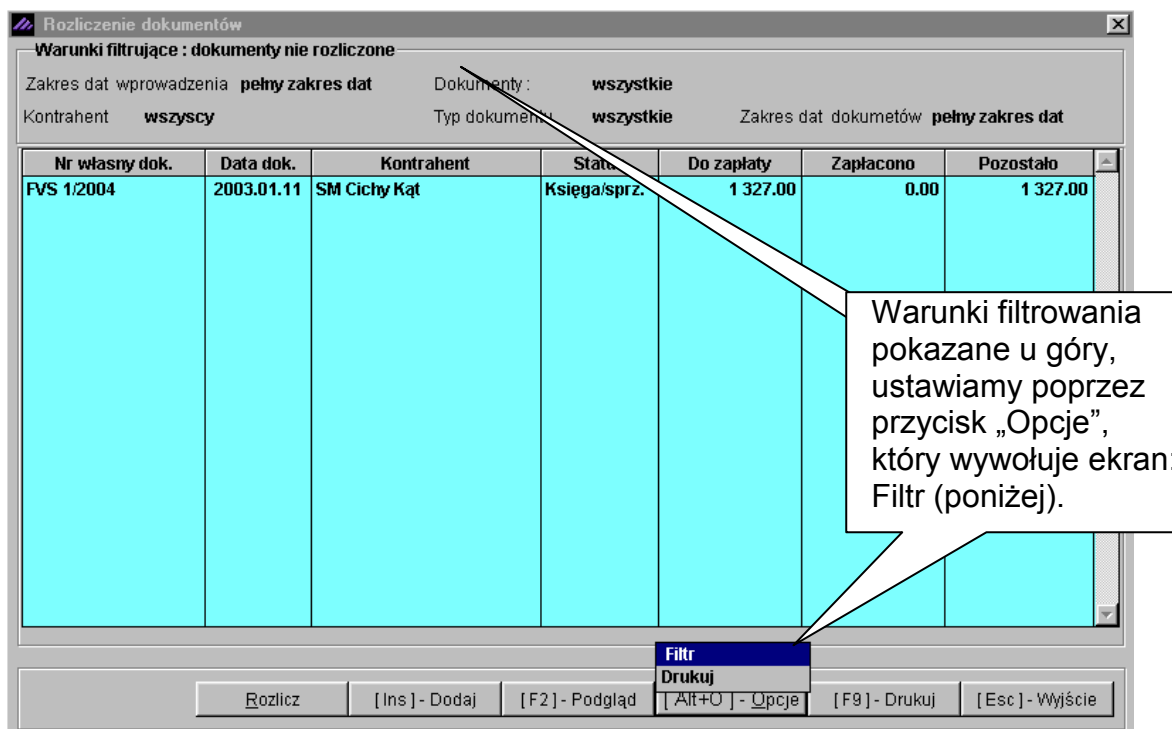 Rozliczenie dokumentów
Warunki filtrujące : dokumenty nie rozliczone
Zakres dat wprowadzenia pełny zakres dat Dokumenty : wszystkie
Kontrahent wszyscy Typ dokumentu wszystkie Zakres dat dokumetów pełny zakres dat
Nr własny dok. Data dok. Kontrahent Status Do zapłaty Zapłacono Pozostało
FVS 1/2004 2003.01.11 SM Cichy Kąt Księga/sprz. 1 327.00 0.00 1 327.00
Warunki filtrowania
pokazane u góry,
ustawiamy poprzez
przycisk „Opcje”,
który wywołuje ekran:
Filtr (poniżej).
Filtr
Drukuj
Rozlicz [ Ins ] - Dodaj [ F2 ] - Podgląd [ Alt+O ] - Opcje [ F9 ] - Drukuj [ Esc ] - Wyjście